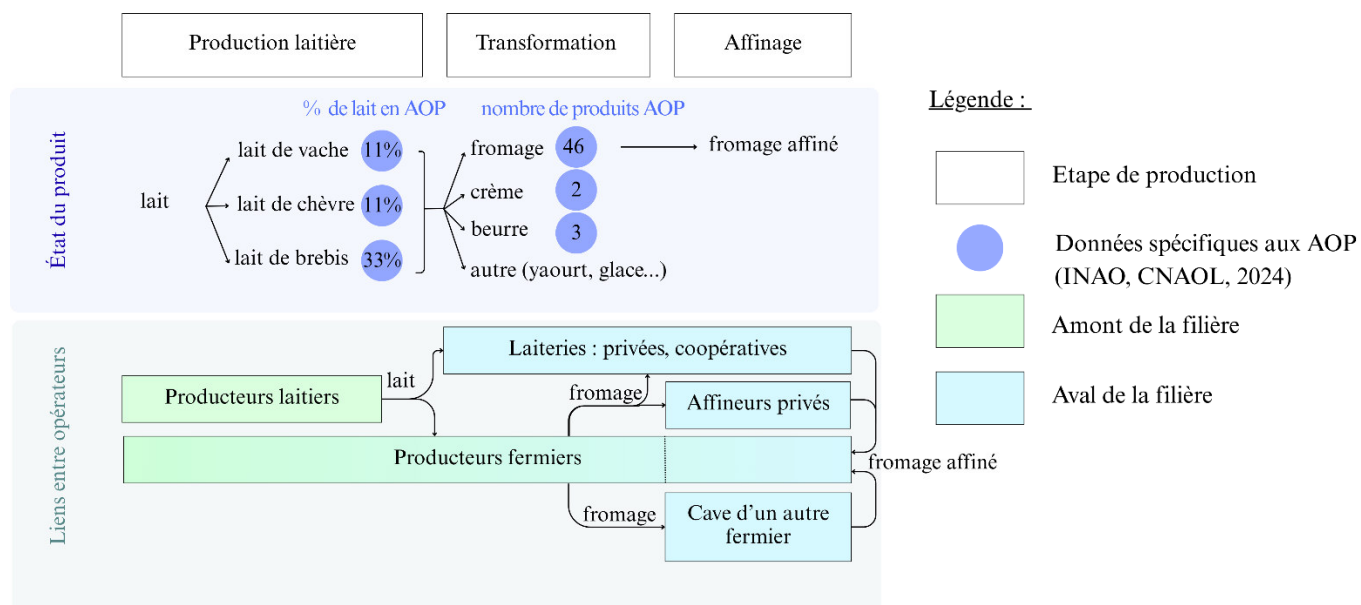 Production laitière
Transformation
Affinage
État du produit
% de lait en AOP
nombre de produits AOP
lait
lait de vache
11%
lait de chèvre
11%
lait de brebis
33%
fromage
46
fromage affiné
crème
2
beurre
3
autre (yaourt, glace...)
Liens entre opérateurs
Laiteries : privées, coopératives
lait
Producteurs laitiers
fromage
Affineurs privés
Producteurs fermiers
fromage affiné
fromage
Cave d'un autre
fermier
Légende :
Etape de production
Données spécifiques aux AOP
(INAO, CNAOL, 2024)
Amont de la filière
Aval de la filière